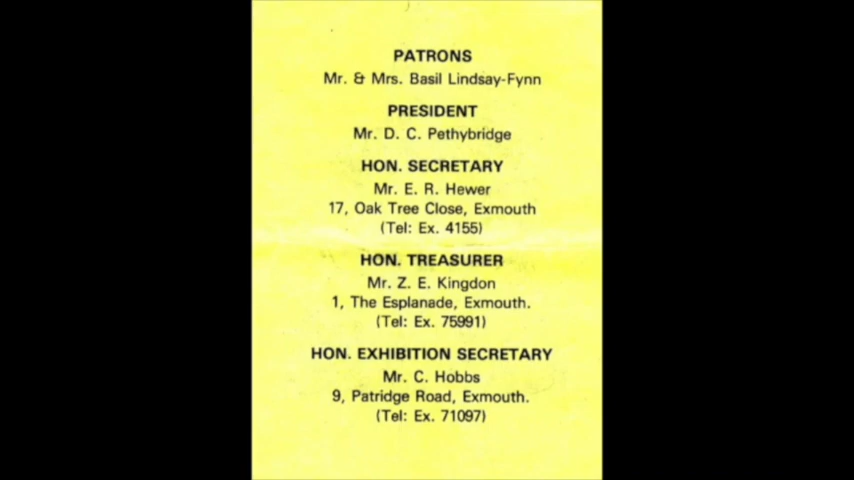 PATRONS
Mr. & Mrs. Basil Lindsay-Fynn
PRESIDENT
Mr. D. C. Pethybridge
HON. SECRETARY
Mr. E. R. Hewer
17, Oak Tree Close, Exmouth
(Tel: Ex. 4155)
HON. TREASURER
Mr. Z. E. Kingdon
1, The Esplanade, Exmouth.
(Tel: Ex. 75991)
HON. EXHIBITION SECRETARY
Mr. C. Hobbs
9, Patridge Road, Exmouth.
(Tel: Ex. 71097)